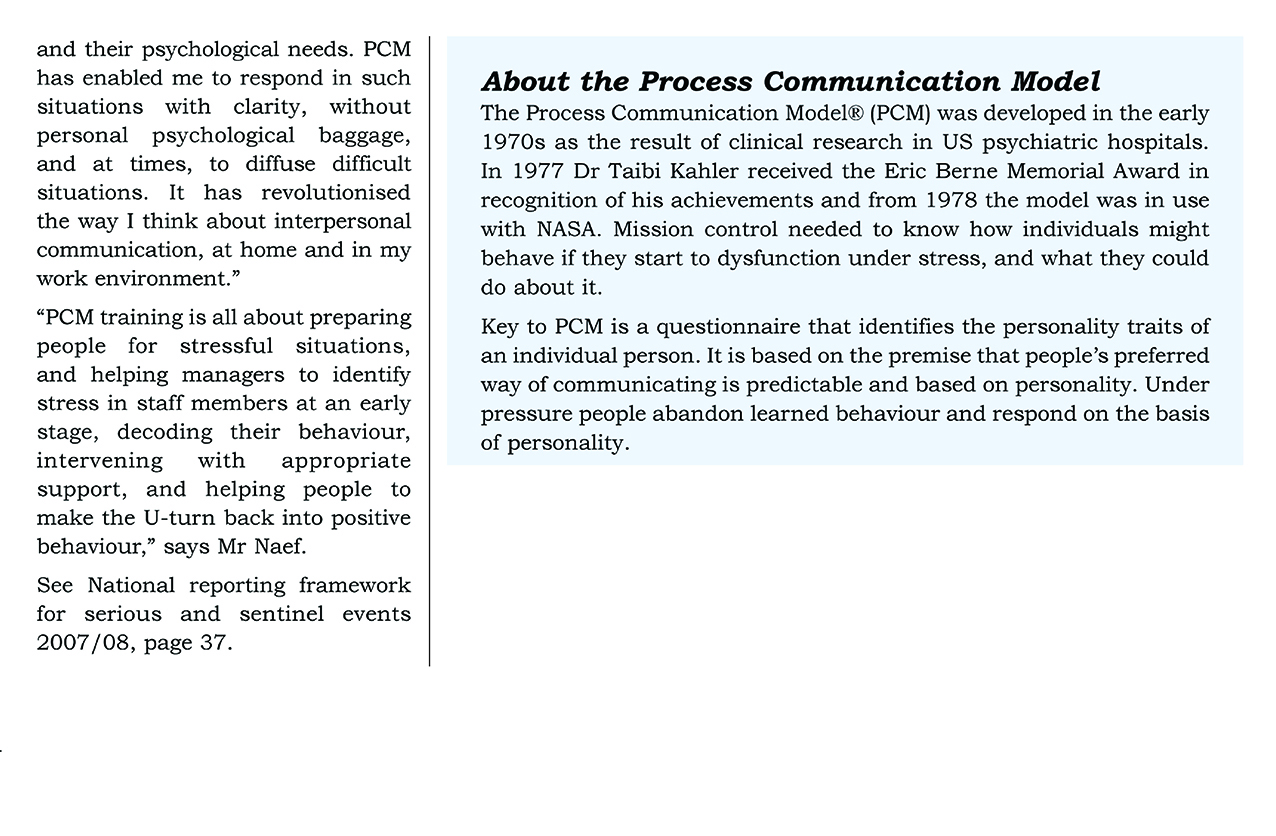 and their psychological needs. PCM
has enabled me to respond in such
situations with clarity, without
personal psychological baggage,
and at times, to diffuse difficult
situations. It has revolutionised
the way I think about interpersonal
communication, at home and in my
work environment.”
“PCM training is all about preparing
people for stressful situations,
and helping managers to identify
stress in staff members at an early
stage, decoding their behaviour,
intervening with appropriate
support, and helping people to
make the U-turn back into positive
behaviour,” says Mr Naef.
See National reporting framework
for serious and sentinel events
2007/08, page 37.
About the Process Communication Model
The Process Communication Model® (PCM) was developed in the early
1970s as the result of clinical research in US psychiatric hospitals.
In 1977 Dr Taibi Kahler received the Eric Berne Memorial Award in
recognition of his achievements and from 1978 the model was in use
with NASA. Mission control needed to know how individuals might
behave if they start to dysfunction under stress, and what they could
do about it.
Key to PCM is a questionnaire that identifies the personality traits of
an individual person. It is based on the premise that people’s preferred
way of communicating is predictable and based on personality. Under
pressure people abandon learned behaviour and respond on the basis
of personality.